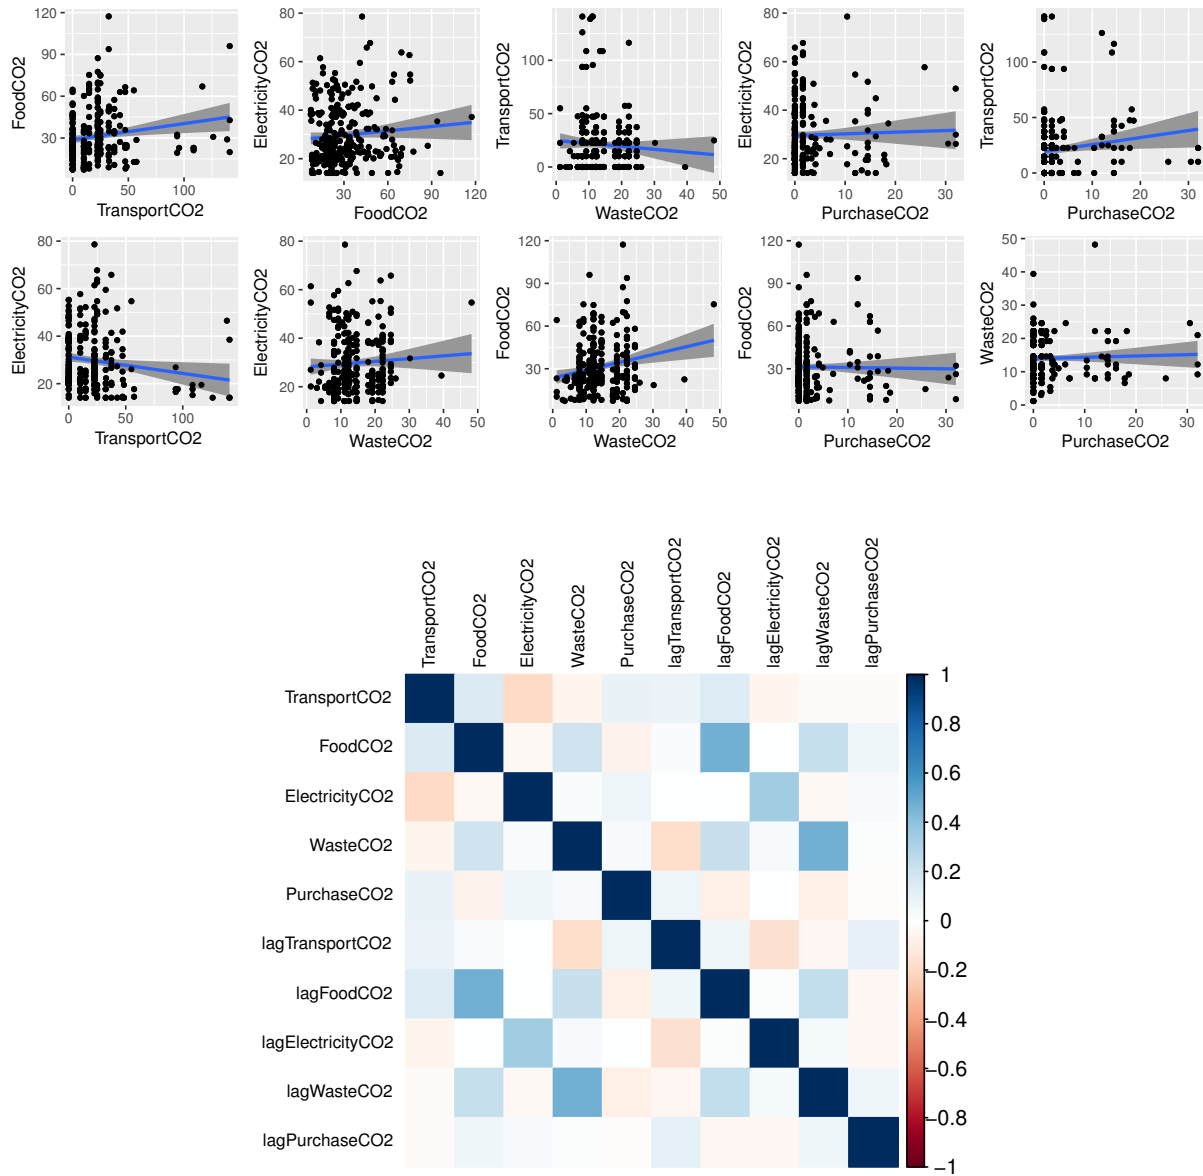 FoodCO2
120
90
60
30
0
50
100
TransportCO2
ElectricityCO2
80
60
40
20
30
60
90
120
FoodCO2
TransportCO2
100
50
0
0
10
20
30
40
50
WasteCO2
ElectricityCO2
80
60
40
20
0
10
20
30
PurchaseCO2
TransportCO2
150
100
50
0
0
10
20
30
PurchaseCO2
ElectricityCO2
80
60
40
20
0
50
100
TransportCO2
ElectricityCO2
80
60
40
20
0
10
20
30
40
50
WasteCO2
FoodCO2
120
90
60
30
0
10
20
30
40
50
WasteCO2
FoodCO2
120
90
60
30
0
10
20
30
PurchaseCO2
WasteCO2
50
40
30
20
10
0
0
10
20
30
PurchaseCO2
TransportCO2
FoodCO2
ElectricityCO2
WasteCO2
PurchaseCO2
lagTransportCO2
lagFoodCO2
lagElectricityCO2
lagWasteCO2
lagPurchaseCO2
TransportCO2
FoodCO2
ElectricityCO2
WasteCO2
PurchaseCO2
lagTransportCO2
lagFoodCO2
lagElectricityCO2
lagWasteCO2
lagPurchaseCO2
1
0.8
0.6
0.4
0.2
0
−0.2
−0.4
−0.6
−0.8
−1